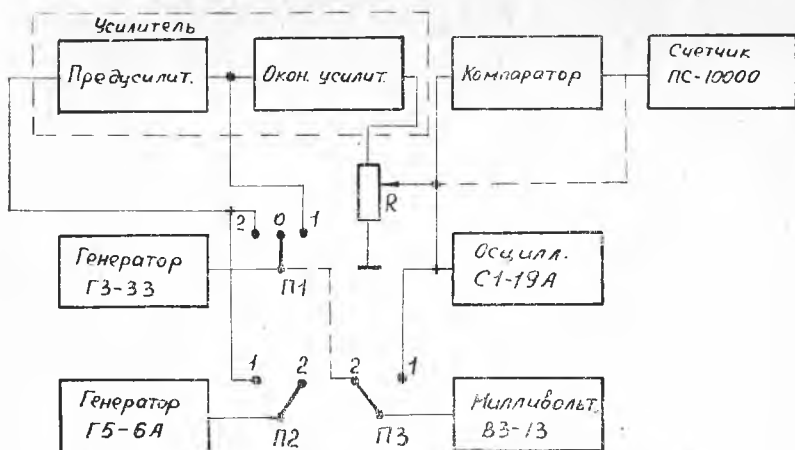 Усилитель
Предусилит.
Окон. усилит.
Компаратор
Счетчик
ПС-10000
R
2
0
1
Генератор
Г3-33
П1
Осцилл.
С1-19А
1
2
2
1
Генератор
Г5-6А
П2
П3
Милливольт.
В3-13